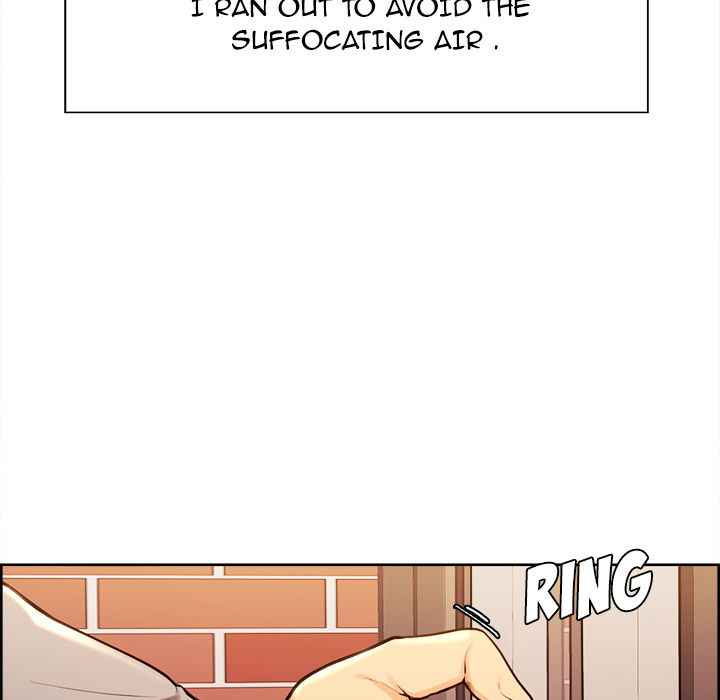 I RAN OUT TO AVOID THE
SUFFOCATING AIR .
RING